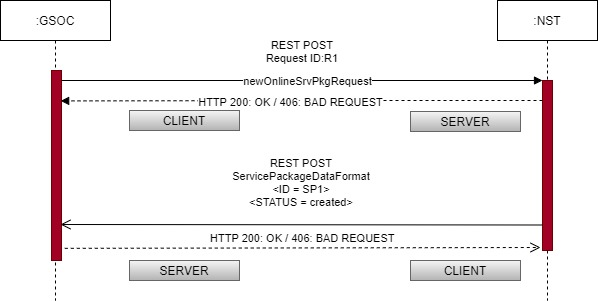 :GSOC
:NST
REST POST
Request ID:R1
newOnlineSrvPkgRequest
HTTP 200: OK / 406: BAD REQUEST
CLIENT
SERVER
REST POST
ServicePackageDataFormat
<ID = SP1>
<STATUS = created>
HTTP 200: OK / 406: BAD REQUEST
SERVER
CLIENT